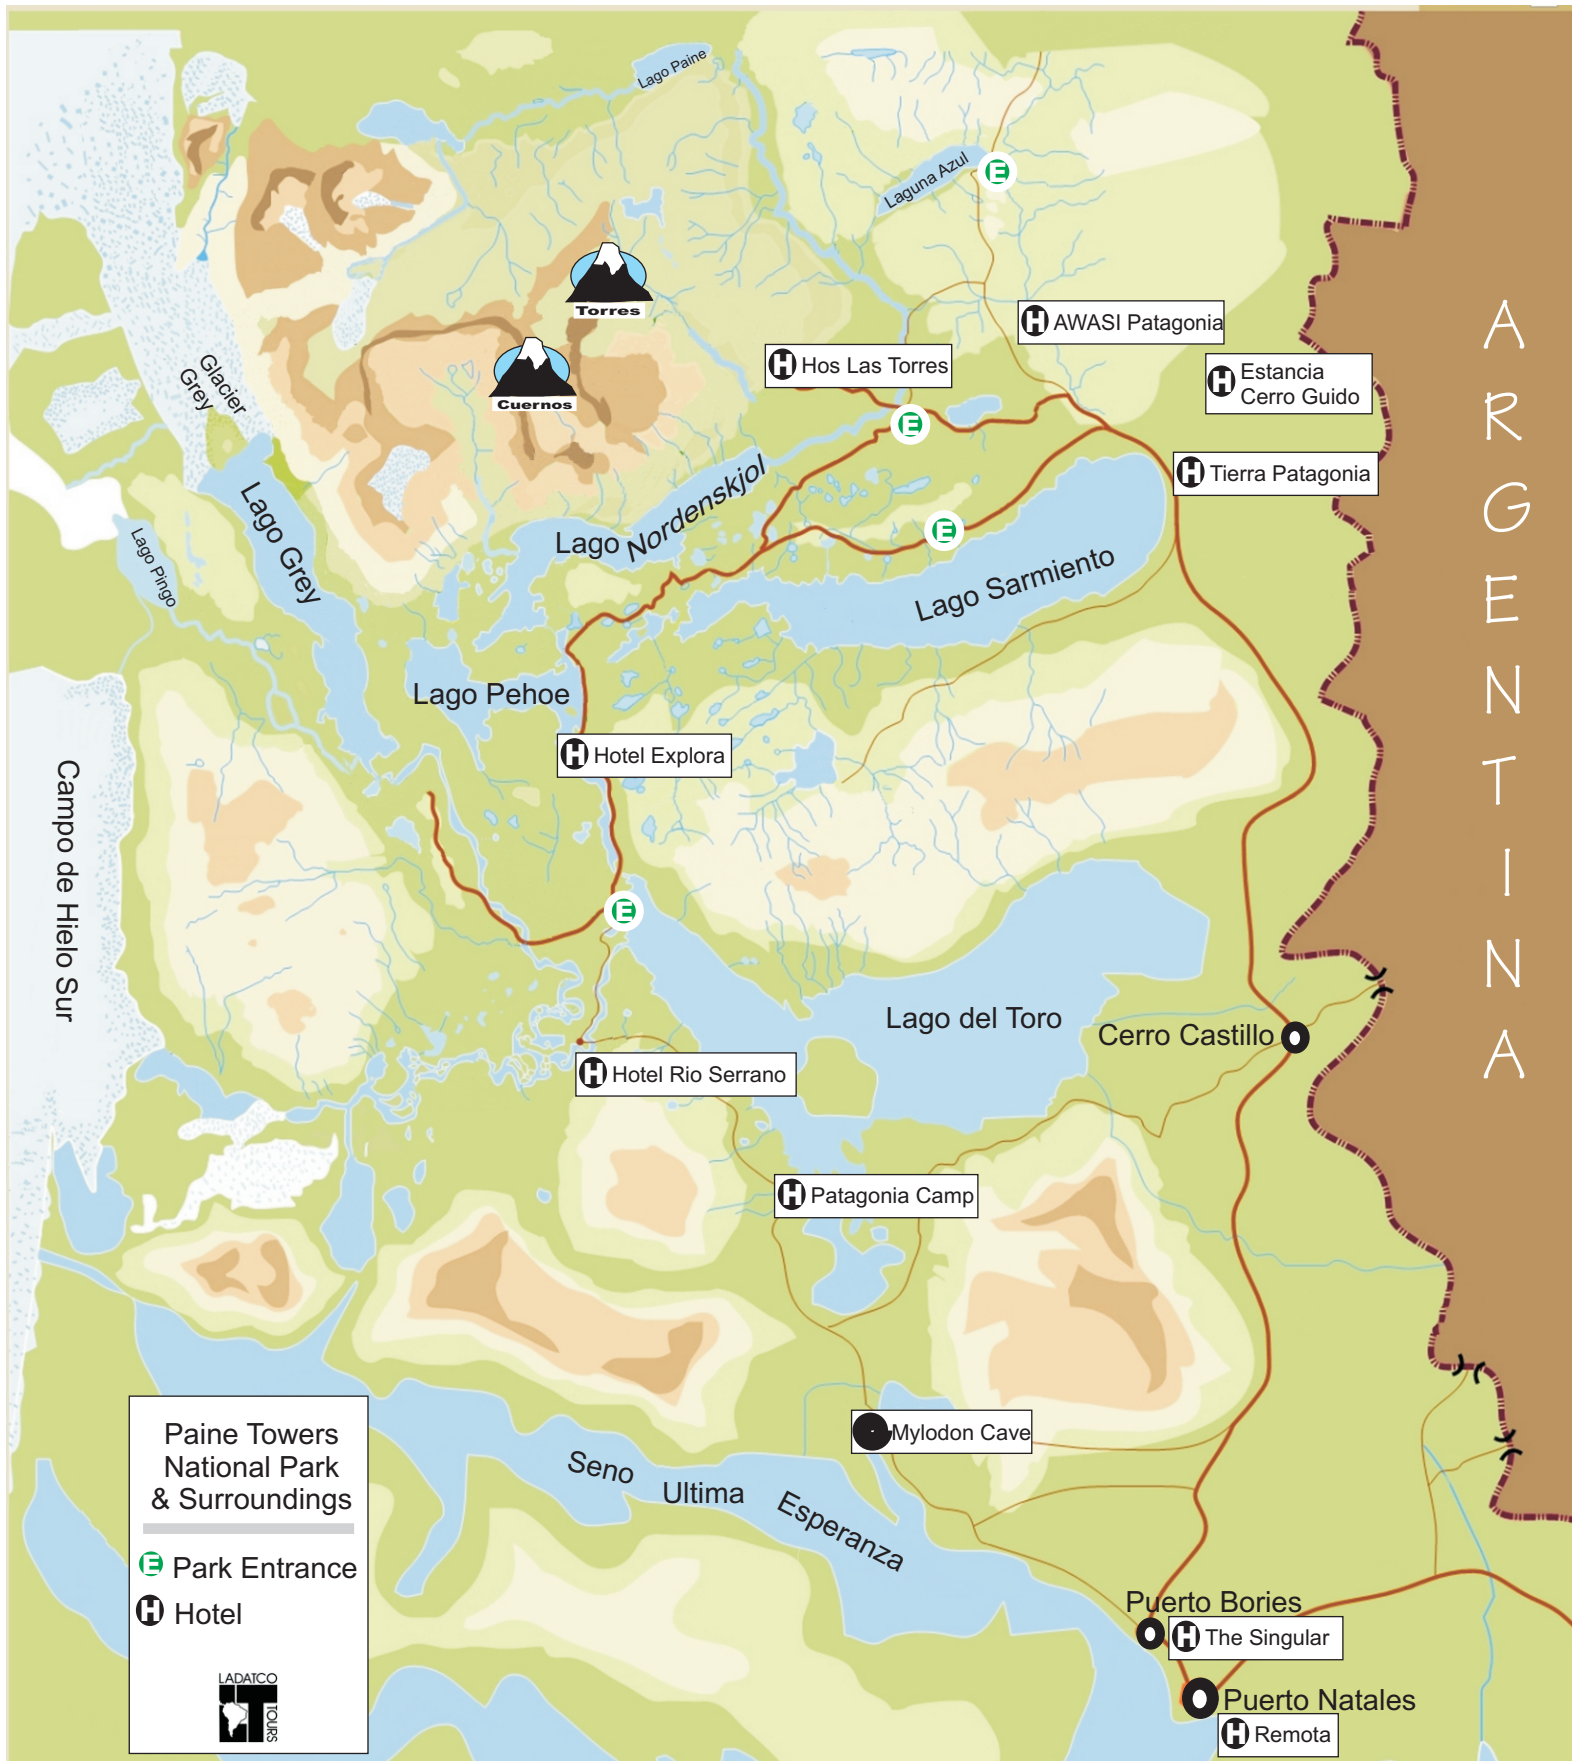 Lago Paine
Laguna Azul
E
Torres
Cuernos
H AWASI Patagonia
H Hos Las Torres
H Estancia
Cerro Guido
E
H Tierra Patagonia
E
Glacier
Grey
Lago Grey
Lago Pingo
Lago Nordenskjol
Lago Sarmiento
Lago Pehoe
H Hotel Explora
E
Campo de Hielo Sur
Lago del Toro
Cerro Castillo
H Hotel Rio Serrano
H Patagonia Camp
Mylodon Cave
Seno Ultima Esperanza
Puerto Bories
H The Singular
Puerto Natales
H Remota
ARGENTINA
Paine Towers
National Park
& Surroundings
E Park Entrance
H Hotel
LADATCO
TOURS